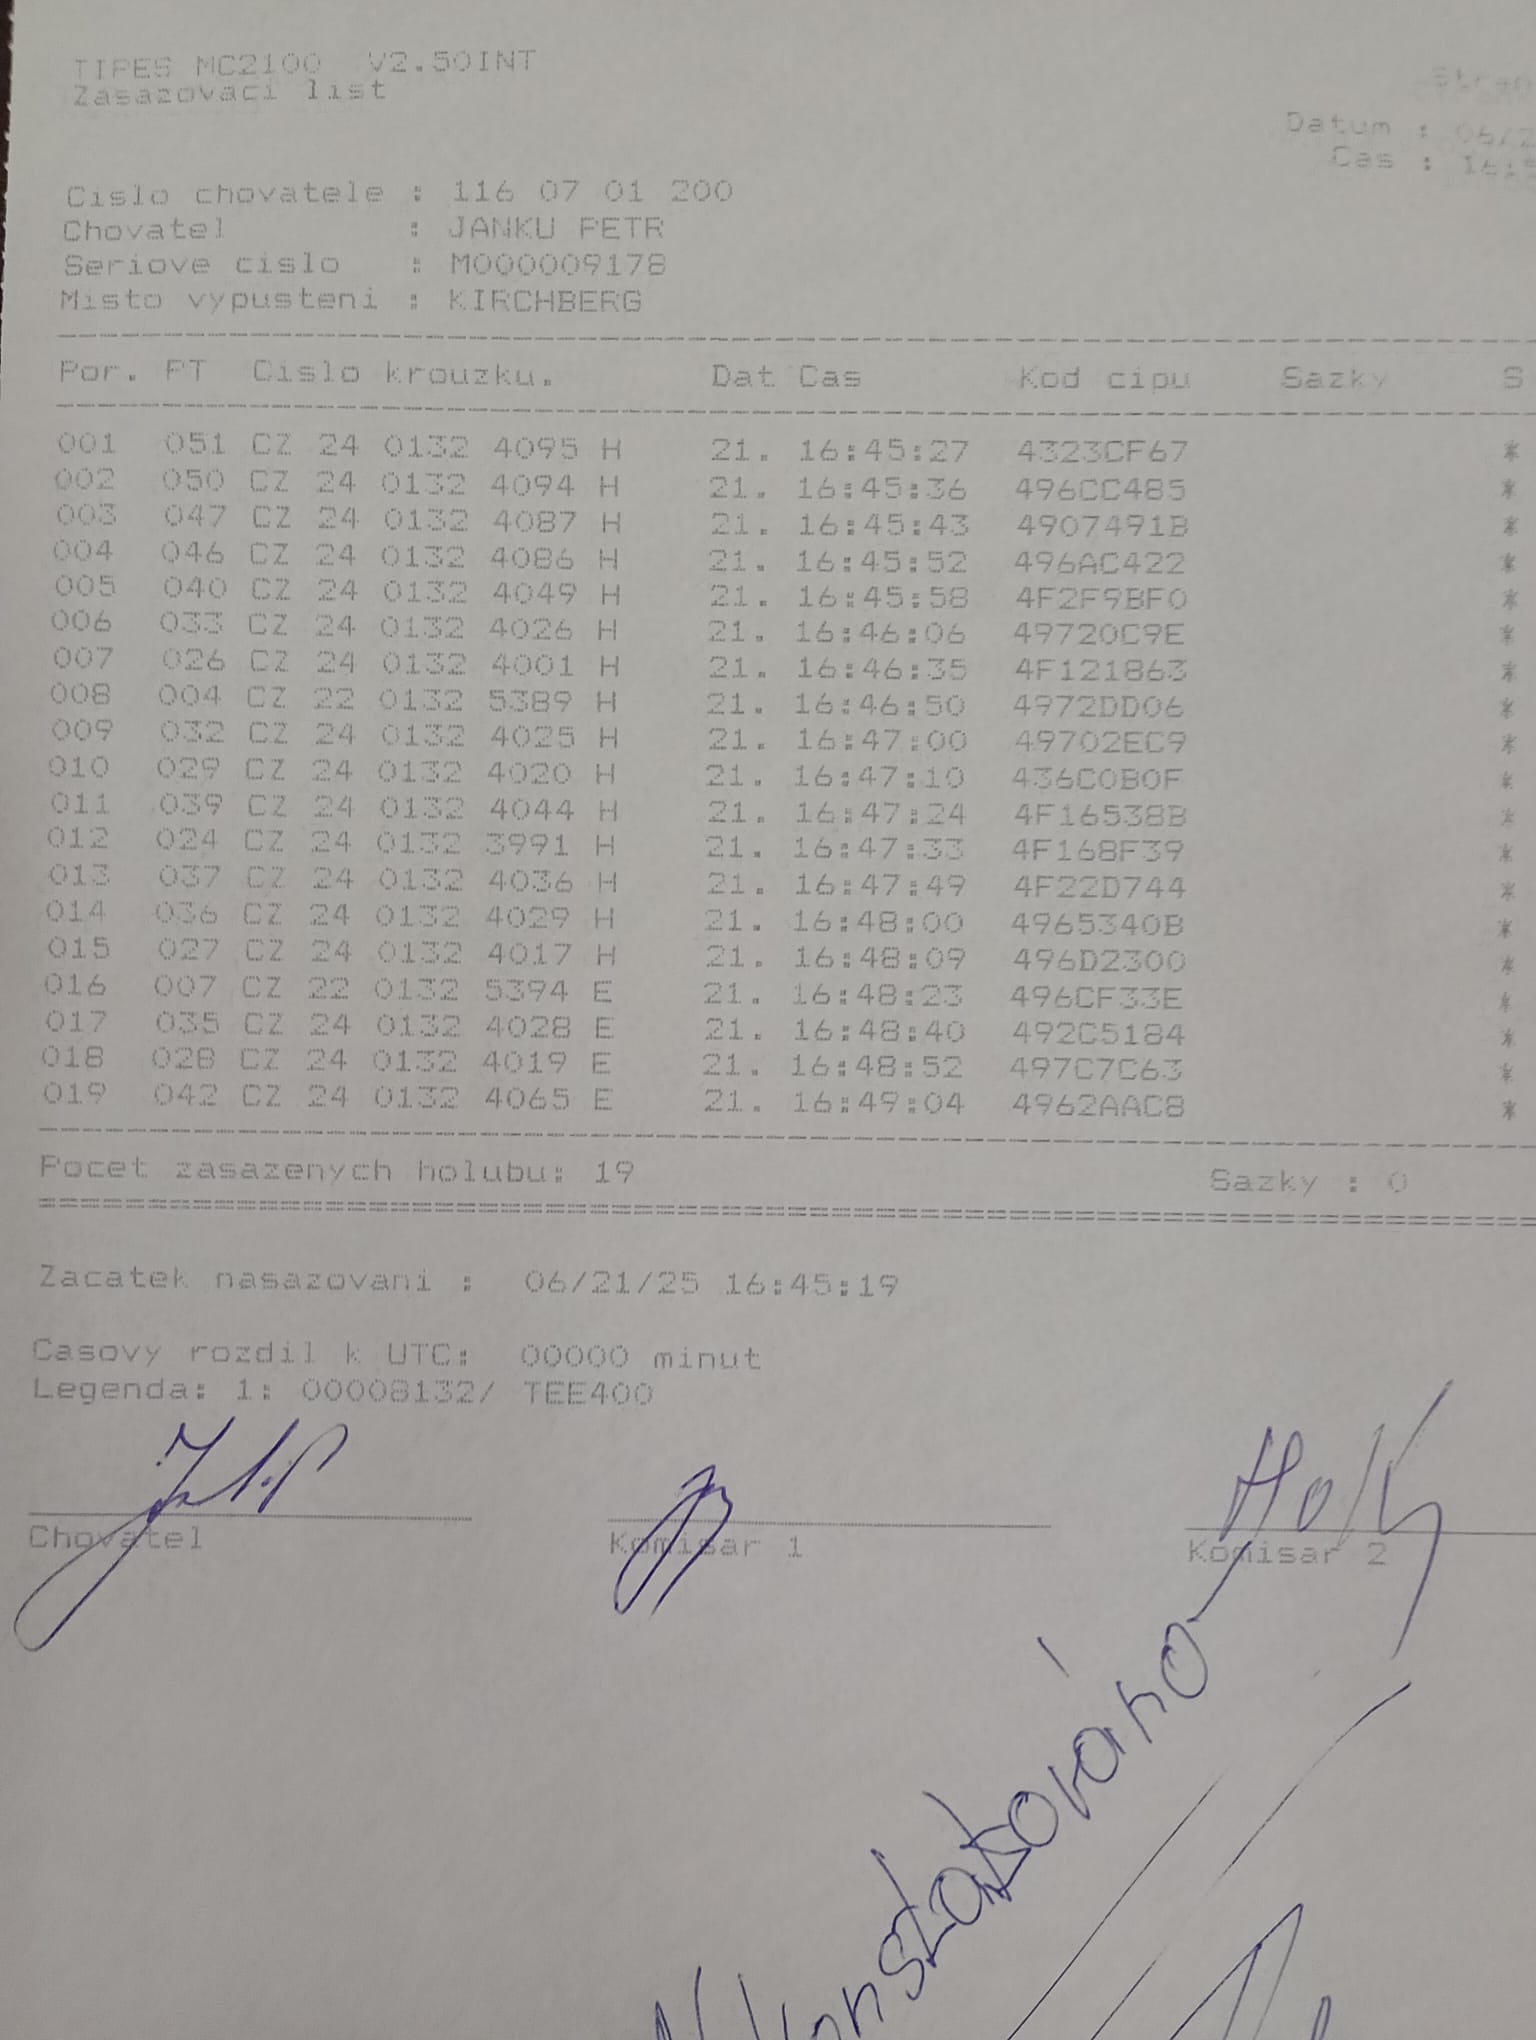 TIPES MC2100 V2.50INT
Zasazovaci list
Datum : 06/2
Cas : 16:5
Cislo chovatele : 116 07 01 200
Chovatel : JANKU PETR
Seriove cislo : M000009178
Misto vypusteni : KIRCHBERG
Por. PT Cislo krouzku. Dat Cas Kod cipu Sazky S
001 051 CZ 24 0132 4095 H 21. 16:45:27 4323CF67 *
002 050 CZ 24 0132 4094 H 21. 16:45:36 496CC485 *
003 047 CZ 24 0132 4087 H 21. 16:45:43 4907491B *
004 046 CZ 24 0132 4086 H 21. 16:45:52 496AC422 *
005 040 CZ 24 0132 4049 H 21. 16:45:58 4F2F9BF0 *
006 033 CZ 24 0132 4026 H 21. 16:46:06 49720C9E *
007 026 CZ 24 0132 4001 H 21. 16:46:35 4F121863 *
008 004 CZ 22 0132 5389 H 21. 16:46:50 4972DD06 *
009 032 CZ 24 0132 4025 H 21. 16:47:00 49702EC9 *
010 029 CZ 24 0132 4020 H 21. 16:47:10 436C0B0F *
011 039 CZ 24 0132 4044 H 21. 16:47:24 4F16538B *
012 024 CZ 24 0132 3991 H 21. 16:47:33 4F168F39 *
013 037 CZ 24 0132 4036 H 21. 16:47:49 4F22D744 *
014 036 CZ 24 0132 4029 H 21. 16:48:00 4965340B *
015 027 CZ 24 0132 4017 H 21. 16:48:09 496D2300 *
016 007 CZ 22 0132 5394 E 21. 16:48:23 496CF33E *
017 035 CZ 24 0132 4028 E 21. 16:48:40 492C5184 *
018 028 CZ 24 0132 4019 E 21. 16:48:52 497C7C63 *
019 042 CZ 24 0132 4065 E 21. 16:49:04 4962AAC8 *
Pocet zasazenych holubu: 19 Sazky : 0
Zacatek nasazovani : 06/21/25 16:45:19
Casovy rozdil k UTC: 00000 minut
Legenda: 1: 00008132/ TEE400
Chovatel Komisar 1 Komisar 2